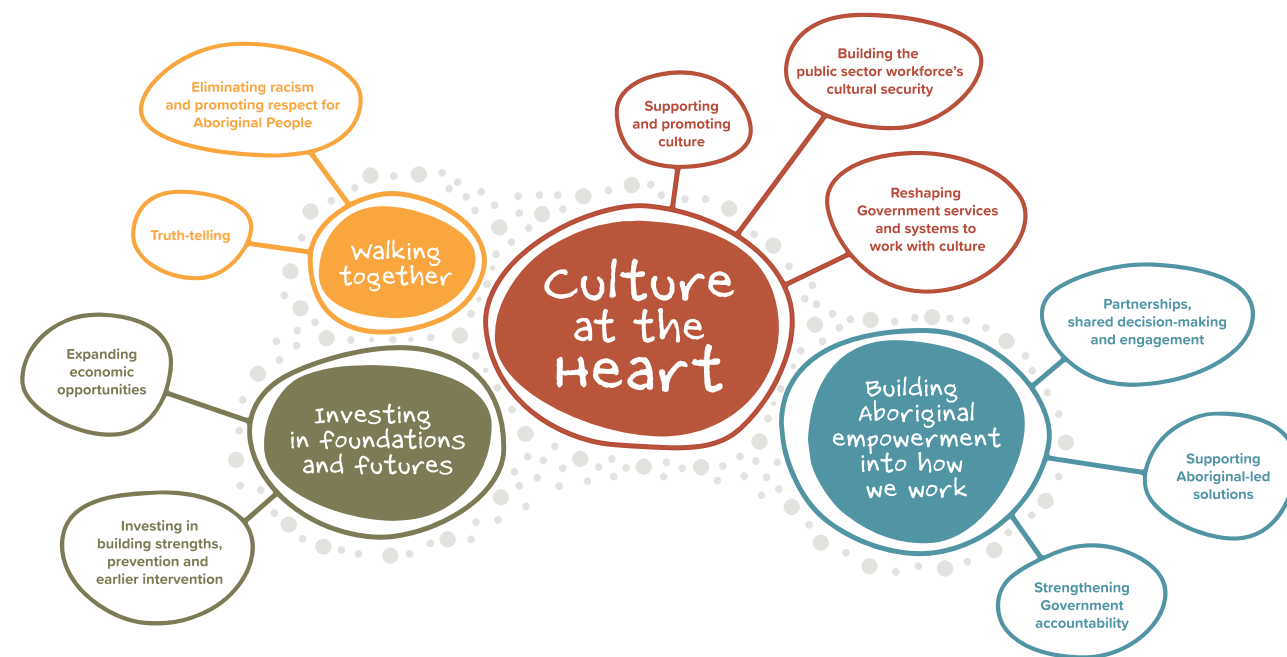 Eliminating racism
and promoting respect for
Aboriginal People
Truth-telling
Walking
together
Supporting
and promoting
culture
Building the
public sector workforce's
cultural security
Reshaping
Government services
and systems to
work with culture
Culture
at the
Heart
Expanding
economic
opportunities
Investing in
building strengths,
prevention and
earlier intervention
Investing
in foundations
and futures
Building
Aboriginal
empowerment
into how
we work
Partnerships,
shared decision-making
and engagement
Supporting
Aboriginal-led
solutions
Strengthening
Government
accountability